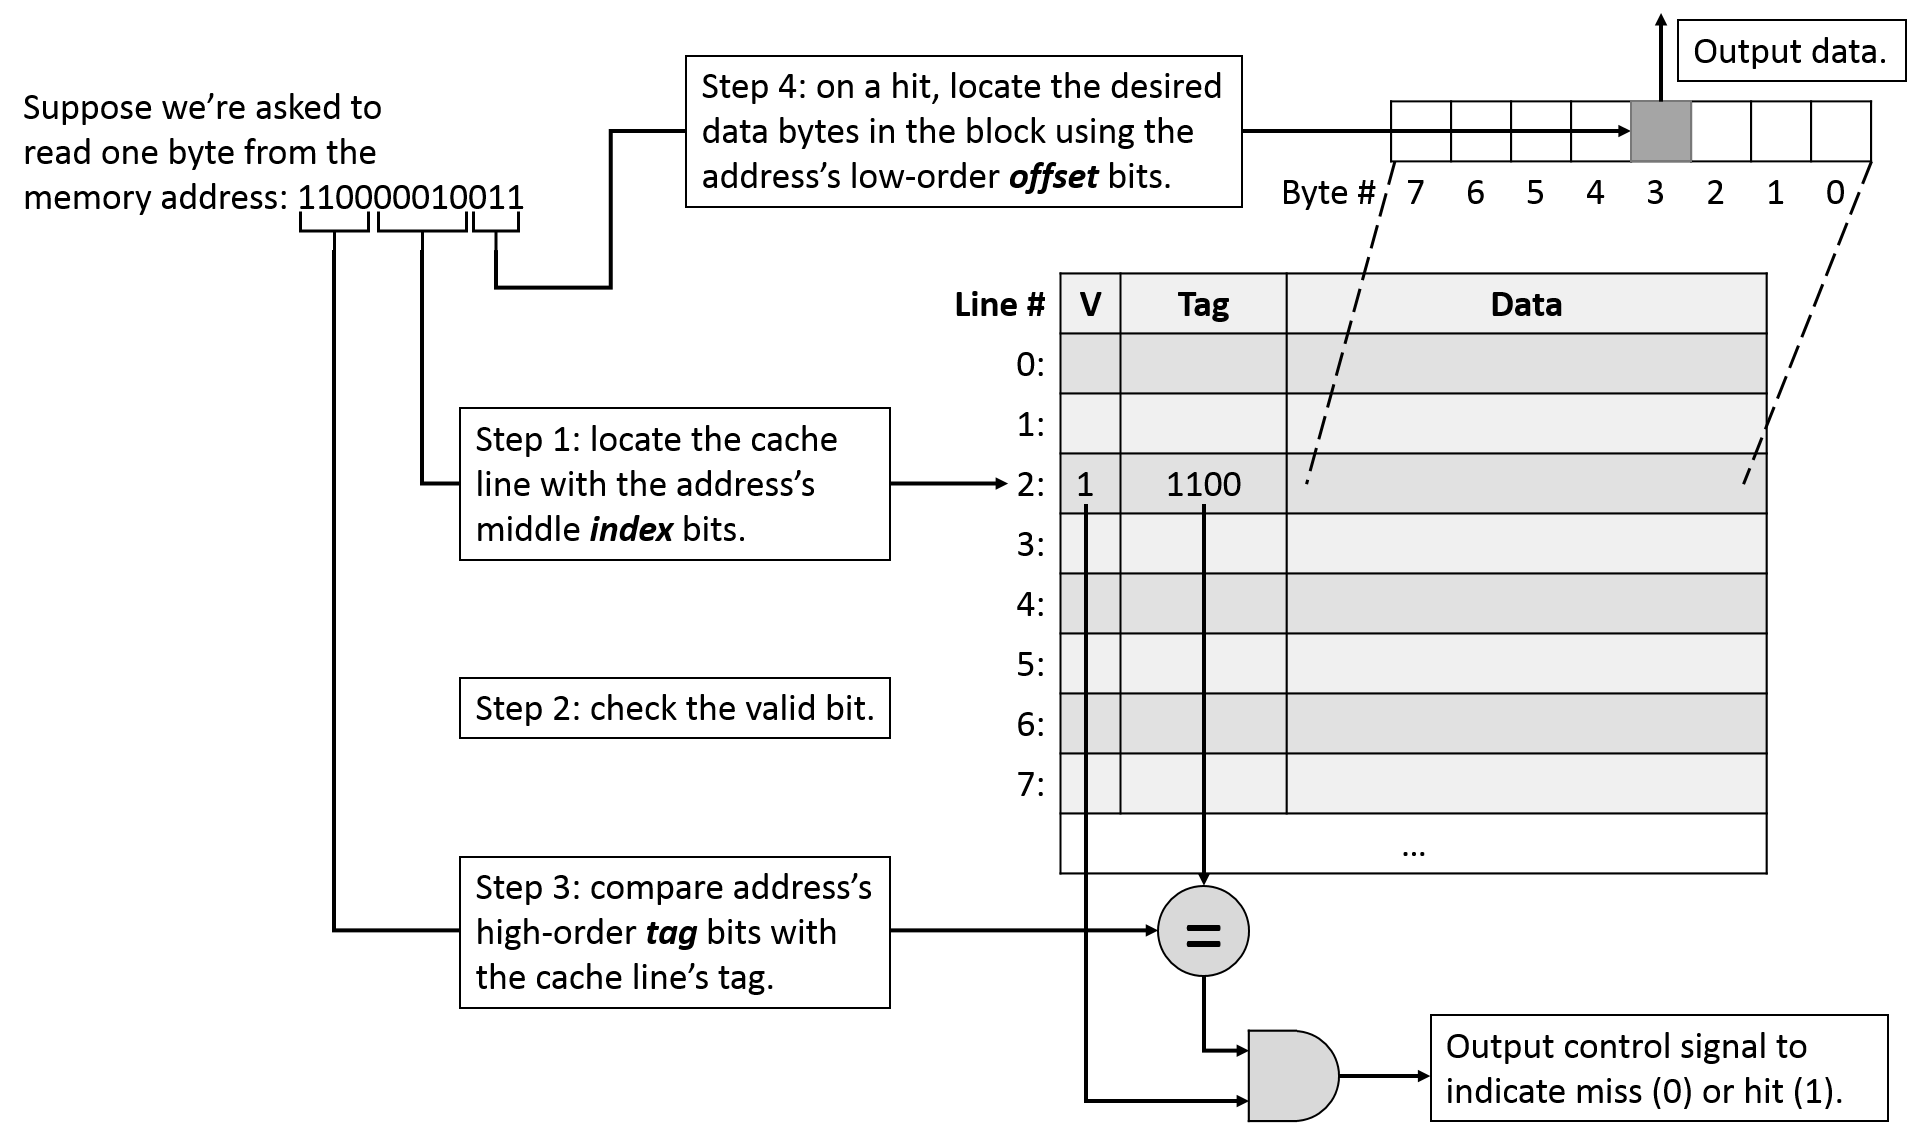 Suppose we're asked to
read one byte from the
memory address: 110000010011
Step 4: on a hit, locate the desired
data bytes in the block using the
address's low-order offset bits.
Output data.
Byte # 7 6 5 4 3 2 1 0
Line # V Tag Data
0:
1:
2: 1 1100
3:
4:
5:
6:
7:
...
Step 1: locate the cache
line with the address's
middle index bits.
Step 2: check the valid bit.
Step 3: compare address's
high-order tag bits with
the cache line's tag.
=
Output control signal to
indicate miss (0) or hit (1).